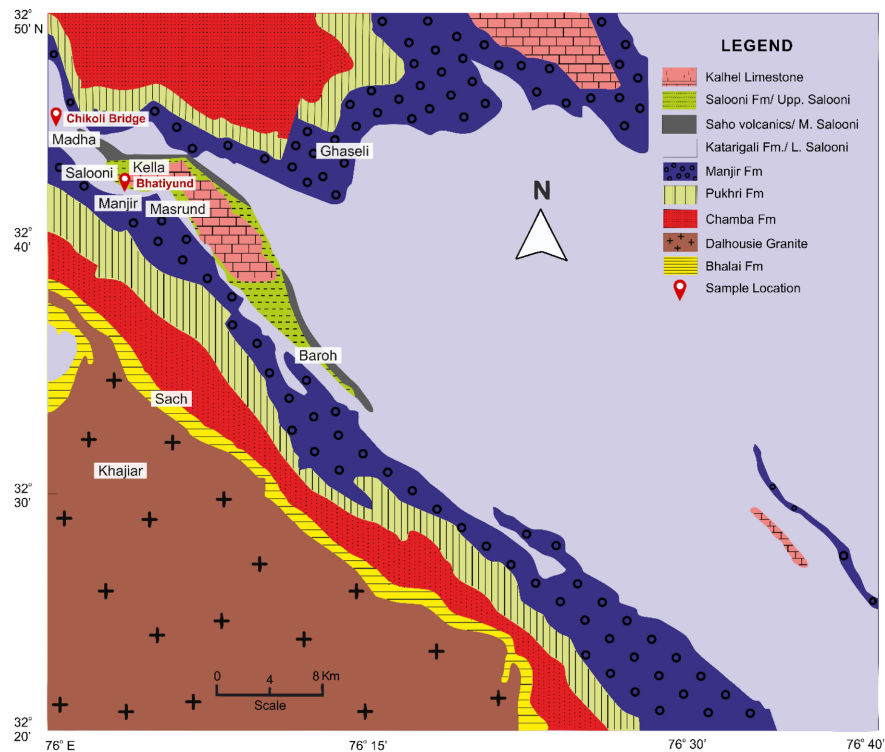 32°
50' N
LEGEND
Kalhel Limestone
Salooni Fm/ Upp. Salooni
Saho volcanics/ M. Salooni
Katarigali Fm./ L. Salooni
Manjir Fm
Pukhri Fm
Chamba Fm
Dalhousie Granite
Bhalai Fm
Sample Location
Chikoli Bridge
Madha
Ghaseli
Salooni
Kella
Bhatiyund
Manjir
Masrund
N
32°
40'
Baroh
Sach
Khajiar
32°
30'
0 4 8 Km
Scale
32°
20'
76° E
76° 15'
76° 30'
76° 40'